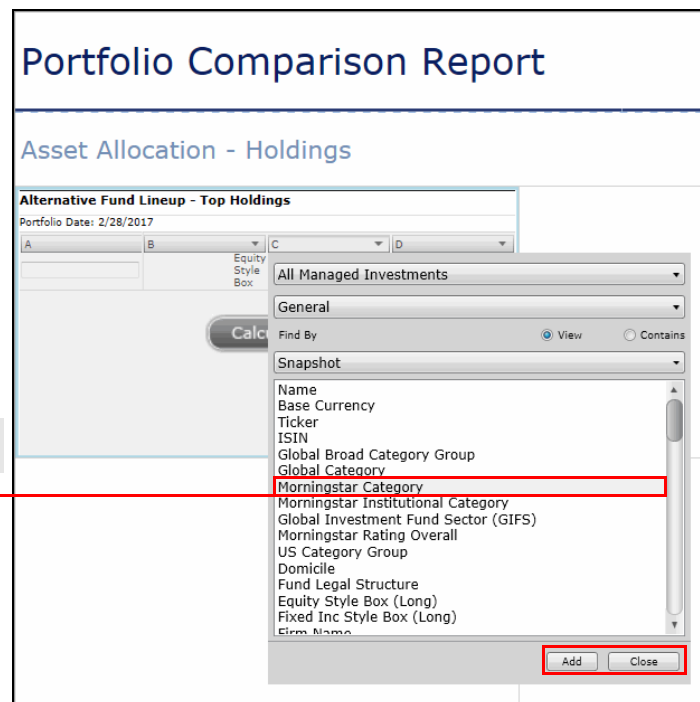 Portfolio Comparison Report
Asset Allocation - Holdings
Alternative Fund Lineup - Top Holdings
Portfolio Date: 2/28/2017
A B C D
Equity
Style
Box
All Managed Investments
General
Find By View Contains
Snapshot
Name
Base Currency
Ticker
ISIN
Global Broad Category Group
Global Category
Morningstar Category
Morningstar Institutional Category
Global Investment Fund Sector (GIFS)
Morningstar Rating Overall
US Category Group
Domicile
Fund Legal Structure
Equity Style Box (Long)
Fixed Inc Style Box (Long)
Firm Name
Add Close